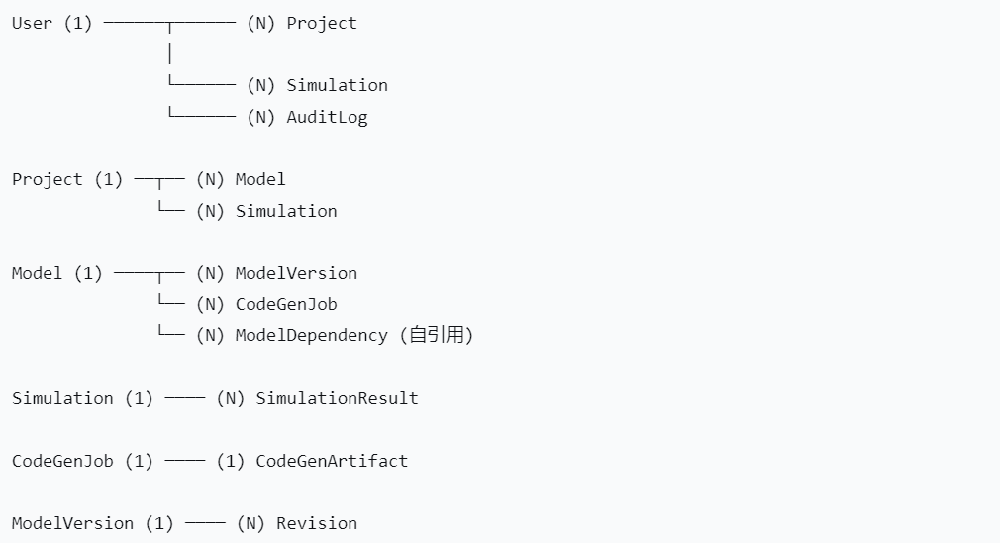 User (1) ──────┬────── (N) Project
               │
               └────── (N) Simulation
               └────── (N) AuditLog

Project (1) ──┬── (N) Model
              └── (N) Simulation

Model (1) ────┬── (N) ModelVersion
              └── (N) CodeGenJob
              └── (N) ModelDependency (自引用)

Simulation (1) ──── (N) SimulationResult

CodeGenJob (1) ──── (1) CodeGenArtifact

ModelVersion (1) ──── (N) Revision